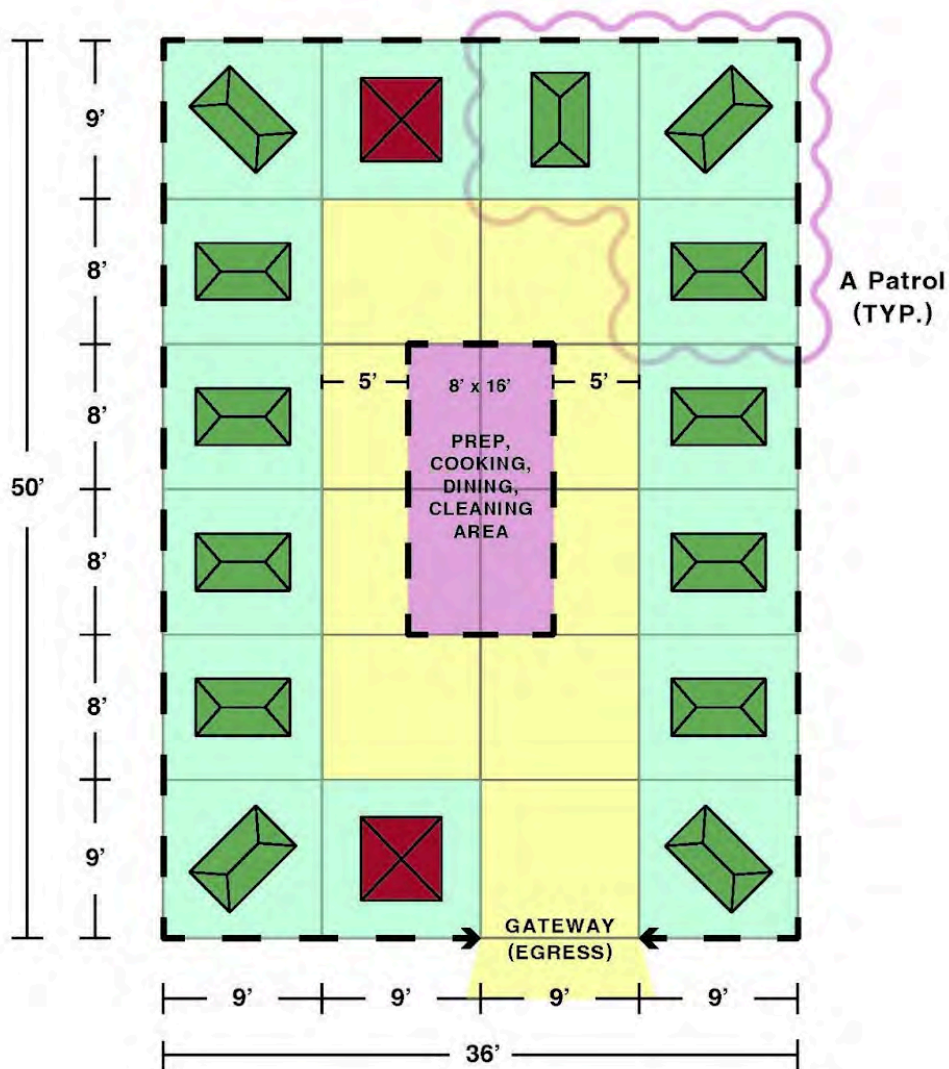 9'
8'
A Patrol
(TYP.)
5'
8' x 16'
5'
8'
PREP,
COOKING,
DINING,
CLEANING
AREA
50'
8'
8'
9'
GATEWAY
(EGRESS)
9'
9'
9'
9'
36'